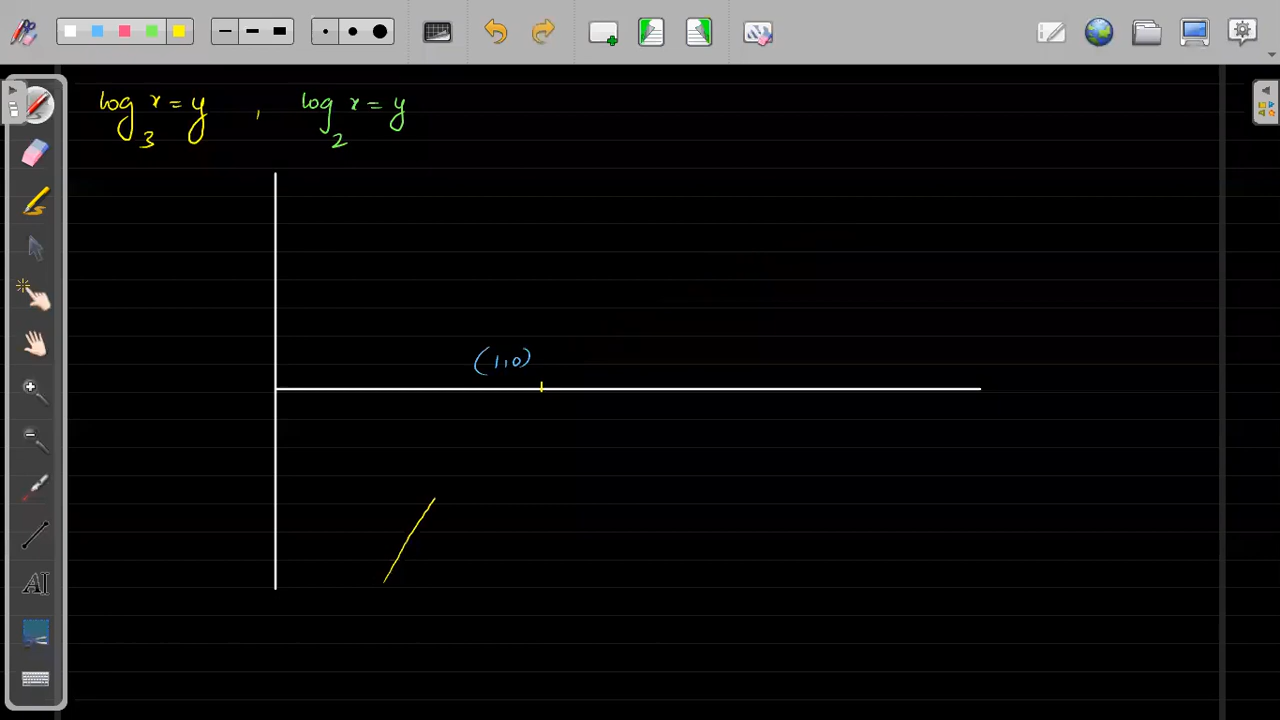 log₃ x = y , log₂ x = y
(1,0)